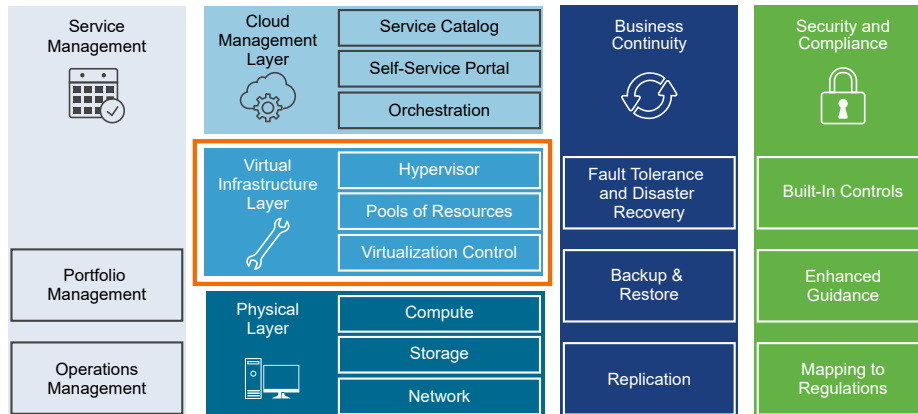 Service
Management
Portfolio
Management
Operations
Management
Cloud
Management
Layer
Service Catalog
Self-Service Portal
Orchestration
Virtual
Infrastructure
Layer
Hypervisor
Pools of Resources
Virtualization Control
Physical
Layer
Compute
Storage
Network
Business
Continuity
Fault Tolerance
and Disaster
Recovery
Backup &
Restore
Replication
Security and
Compliance
Built-In Controls
Enhanced
Guidance
Mapping to
Regulations